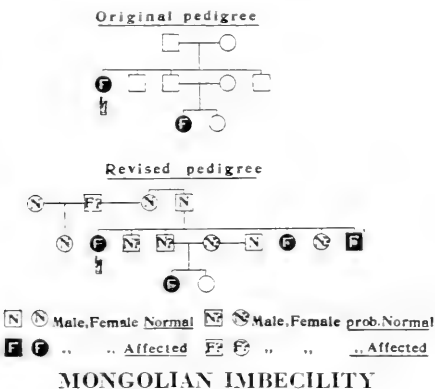 Original pedigree
F
F
Revised pedigree
N F? N N
N F N? N? N? N F N? F
F
N N Male, Female Normal N? N? Male, Female prob. Normal
F F ,, ,, Affected F? F? ,, ,, ,, Affected
MONGOLIAN IMBECILITY